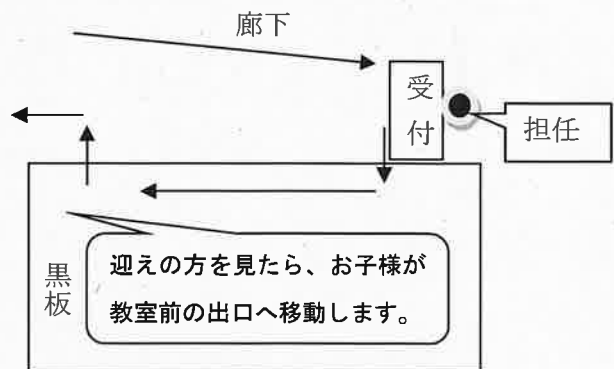 廊下
受付
担任
黒板
迎えの方を見たら、お子様が
教室前の出口へ移動します。